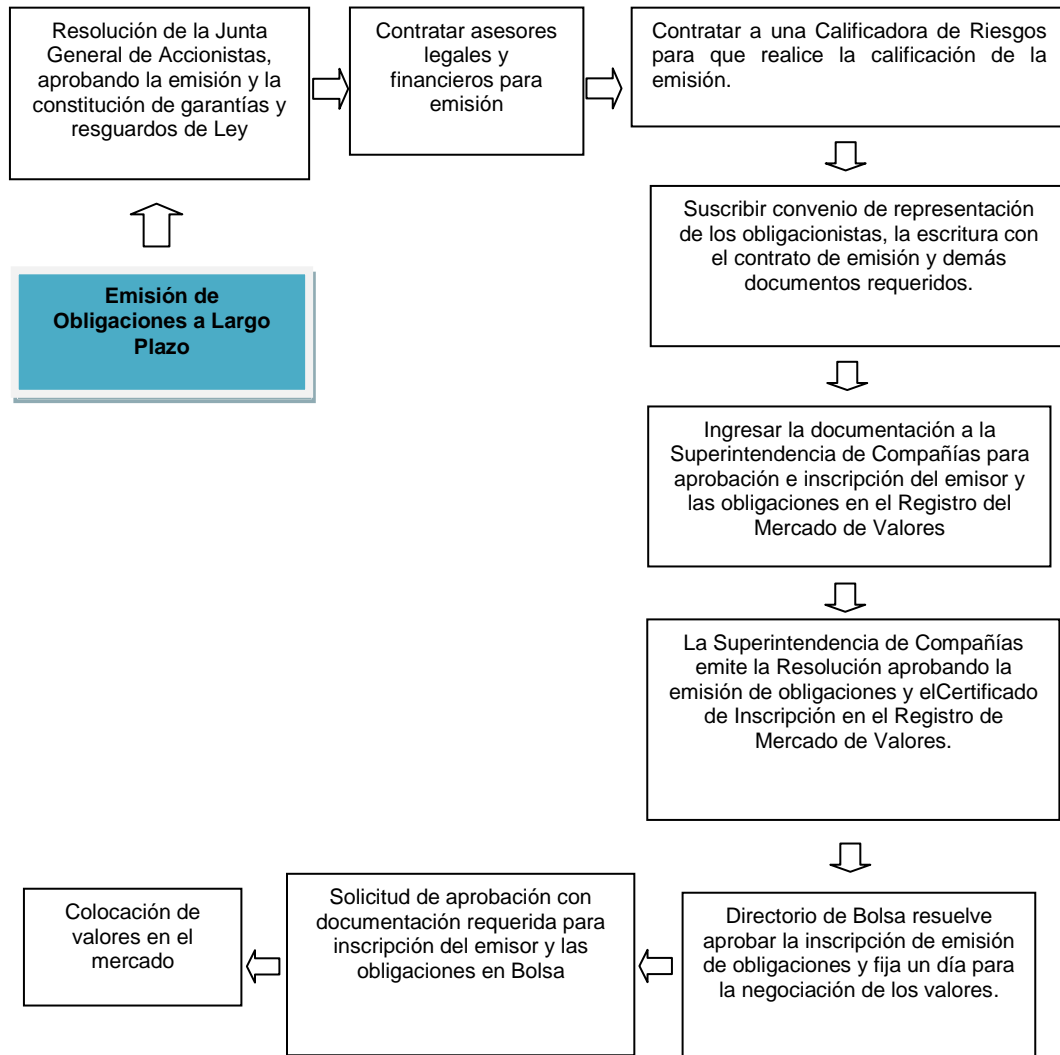 Resolución de la Junta
General de Accionistas,
aprobando la emisión y la
constitución de garantías y
resguardos de Ley
Contratar asesores
legales y
financieros para
emisión
Contratar a una Calificadora de Riesgos
para que realice la calificación de la
emisión.
Suscribir convenio de representación
de los obligacionistas, la escritura con
el contrato de emisión y demás
documentos requeridos.
Emisión de
Obligaciones a Largo
Plazo
Ingresar la documentación a la
Superintendencia de Compañías para
aprobación e inscripción del emisor y
las obligaciones en el Registro del
Mercado de Valores
La Superintendencia de Compañías
emite la Resolución aprobando la
emisión de obligaciones y elCertificado
de Inscripción en el Registro de
Mercado de Valores.
Directorio de Bolsa resuelve
aprobar la inscripción de emisión
de obligaciones y fija un día para
la negociación de los valores.
Solicitud de aprobación con
documentación requerida para
inscripción del emisor y las
obligaciones en Bolsa
Colocación de
valores en el
mercado